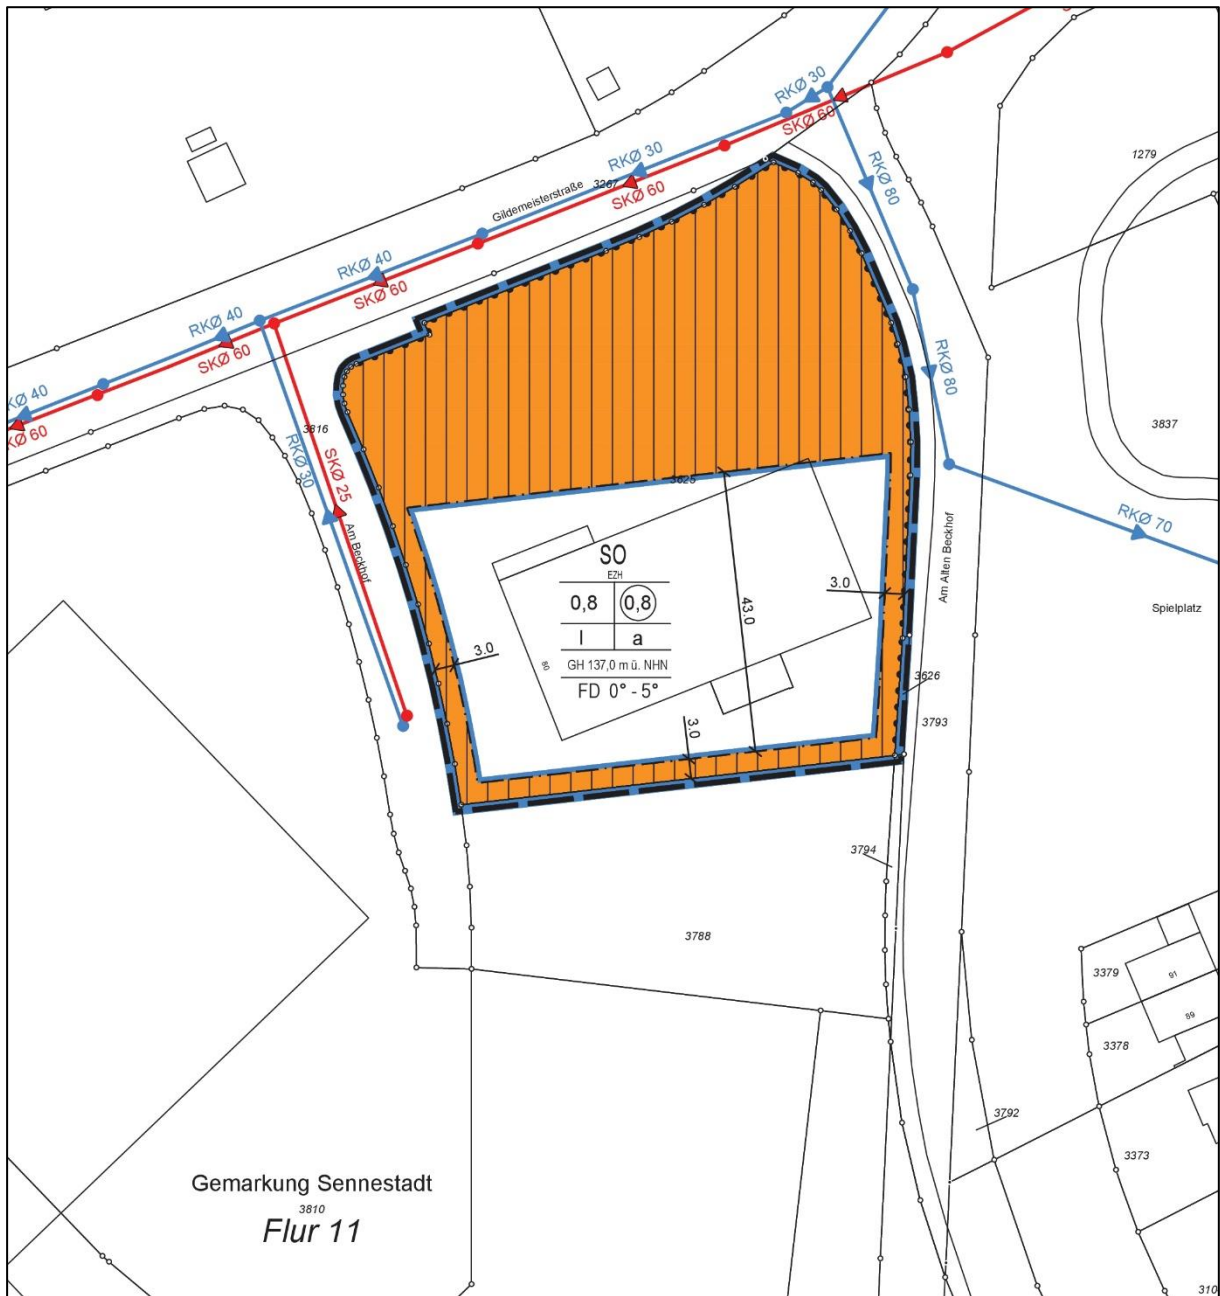 RKØ 30
SKØ 60
RKØ 80
1279
RKØ 30
3267
SKØ 60
Gildemeisterstraße
RKØ 40
SKØ 60
RKØ 40
SKØ 60
RKØ 80
KØ 40
KØ 60
3816
RKØ 30
SKØ 25
Am Beckhof
3837
3625
RKØ 70
SO
EZH
0,8
0,8
I
a
GH 137,0 m ü. NHN
FD 0° - 5°
80
43.0
3.0
3.0
3.0
Am Alten Beckhof
Spielplatz
3626
3793
3794
3788
3379
91
89
3378
3792
3373
Gemarkung Sennestadt
3810
Flur 11
310